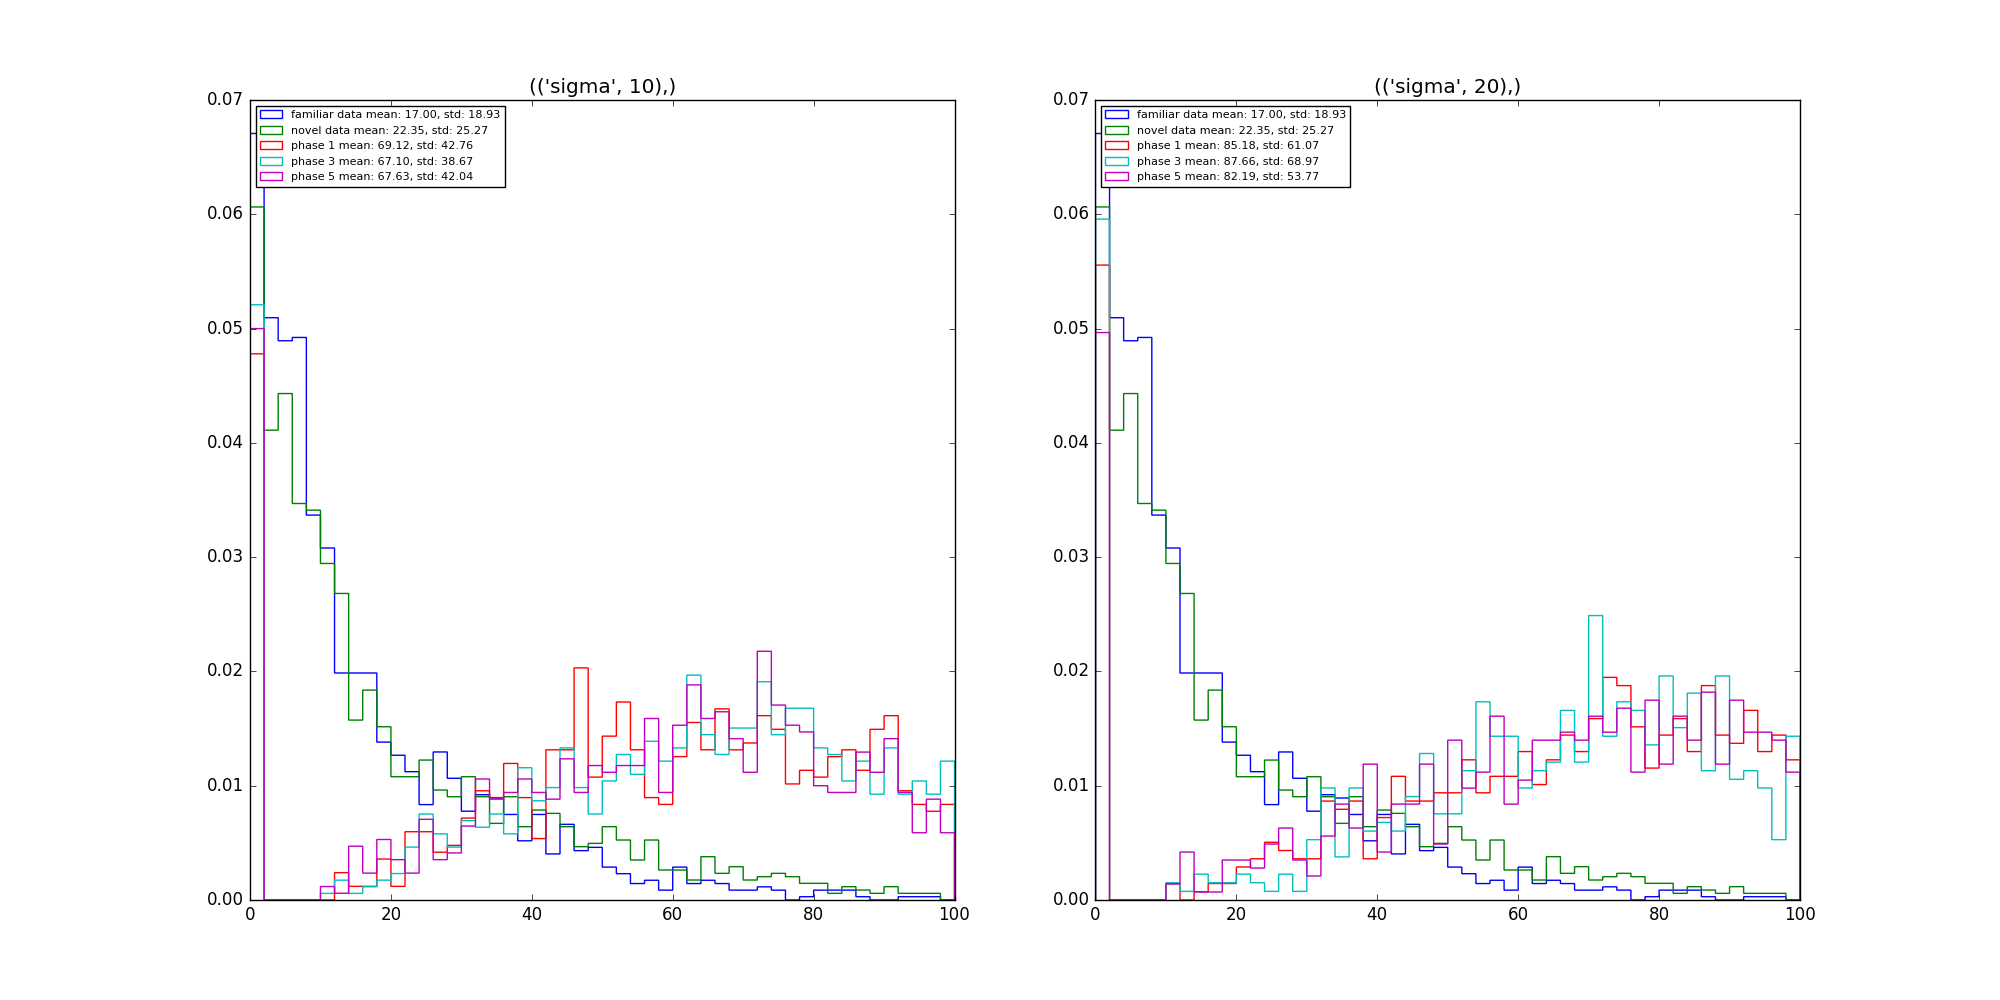 (('sigma', 10),)
0.07
0.06
0.05
0.04
0.03
0.02
0.01
0.00
familiar data mean: 17.00, std: 18.93
novel data mean: 22.35, std: 25.27
phase 1 mean: 69.12, std: 42.76
phase 3 mean: 67.10, std: 38.67
phase 5 mean: 67.63, std: 42.04
0 20 40 60 80 100
(('sigma', 20),)
0.07
0.06
0.05
0.04
0.03
0.02
0.01
0.00
familiar data mean: 17.00, std: 18.93
novel data mean: 22.35, std: 25.27
phase 1 mean: 85.18, std: 61.07
phase 3 mean: 87.66, std: 68.97
phase 5 mean: 82.19, std: 53.77
0 20 40 60 80 100